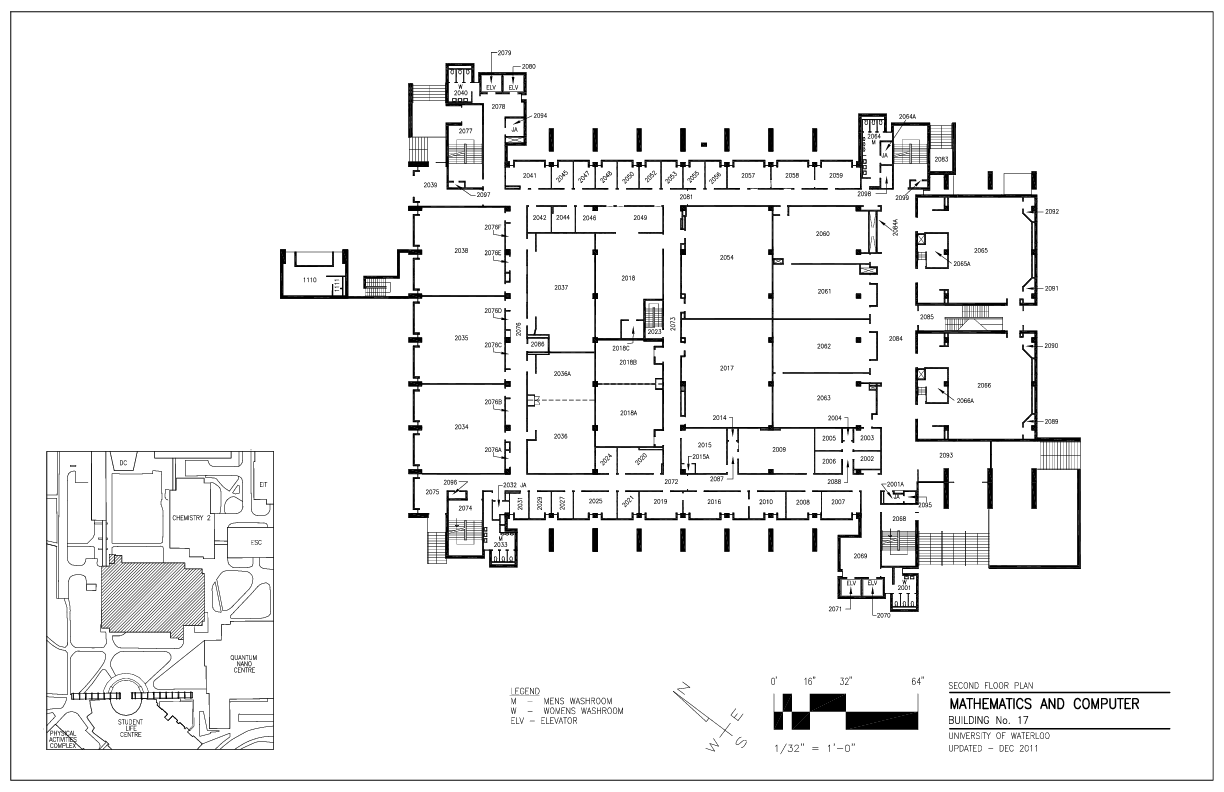 2079
2080
W
2040
ELV
ELV
2078
2094
JA
2077
2039
2097
2041
2045
2047
2048
2050
2052
2053
2055
2056
2057
2058
2059
2064A
2064
M
JA
2083
2098
2099
2081
2042
2044
2046
2049
2076F
2038
2076E
2037
2018
2054
2060
2084A
2065
2092
2065A
1110
1111
2061
2091
2076D
2035
2076
2076C
2086
2023
2073
2018C
2018B
2085
2084
2062
2090
2036A
2017
2066
2066A
2063
2076B
2034
2018A
2036
2014
2004
2089
2015
2009
2005
2003
2076A
2024
2020
2015A
2006
2002
2093
2072
2087
2088
2096
2032 JA
2001A
2075
2074
2031
2029
2027
2025
2021
2019
2016
2010
2008
2007
JA
2095
2068
M
2033
2069
ELV
ELV
W
2001
2071
2070
DC
EIT
CHEMISTRY 2
ESC
QUANTUM
NANO
CENTRE
STUDENT
LIFE
CENTRE
PHYSICAL
ACTIVITIES
COMPLEX
LEGEND
M – MENS WASHROOM
W – WOMENS WASHROOM
ELV – ELEVATOR
N
E
W
S
0' 16" 32" 64"
1/32" = 1'-0"
SECOND FLOOR PLAN
MATHEMATICS AND COMPUTER
BUILDING No. 17
UNIVERSITY OF WATERLOO
UPDATED – DEC 2011